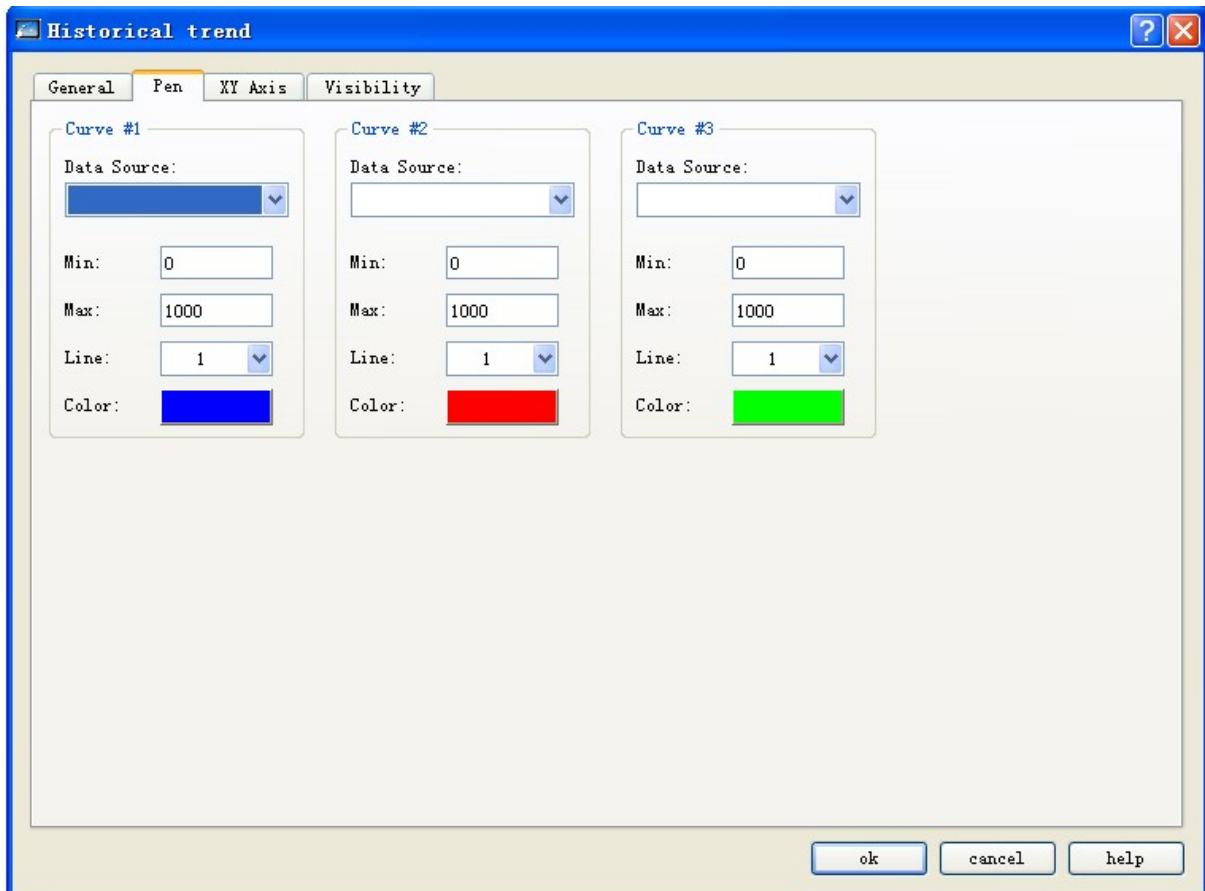 Historical trend
General Pen XY Axis Visibility
Curve #1 Curve #2 Curve #3
Data Source: Data Source: Data Source:
Min: 0 Min: 0 Min: 0
Max: 1000 Max: 1000 Max: 1000
Line: 1 Line: 1 Line: 1
Color: Color: Color:
ok cancel help